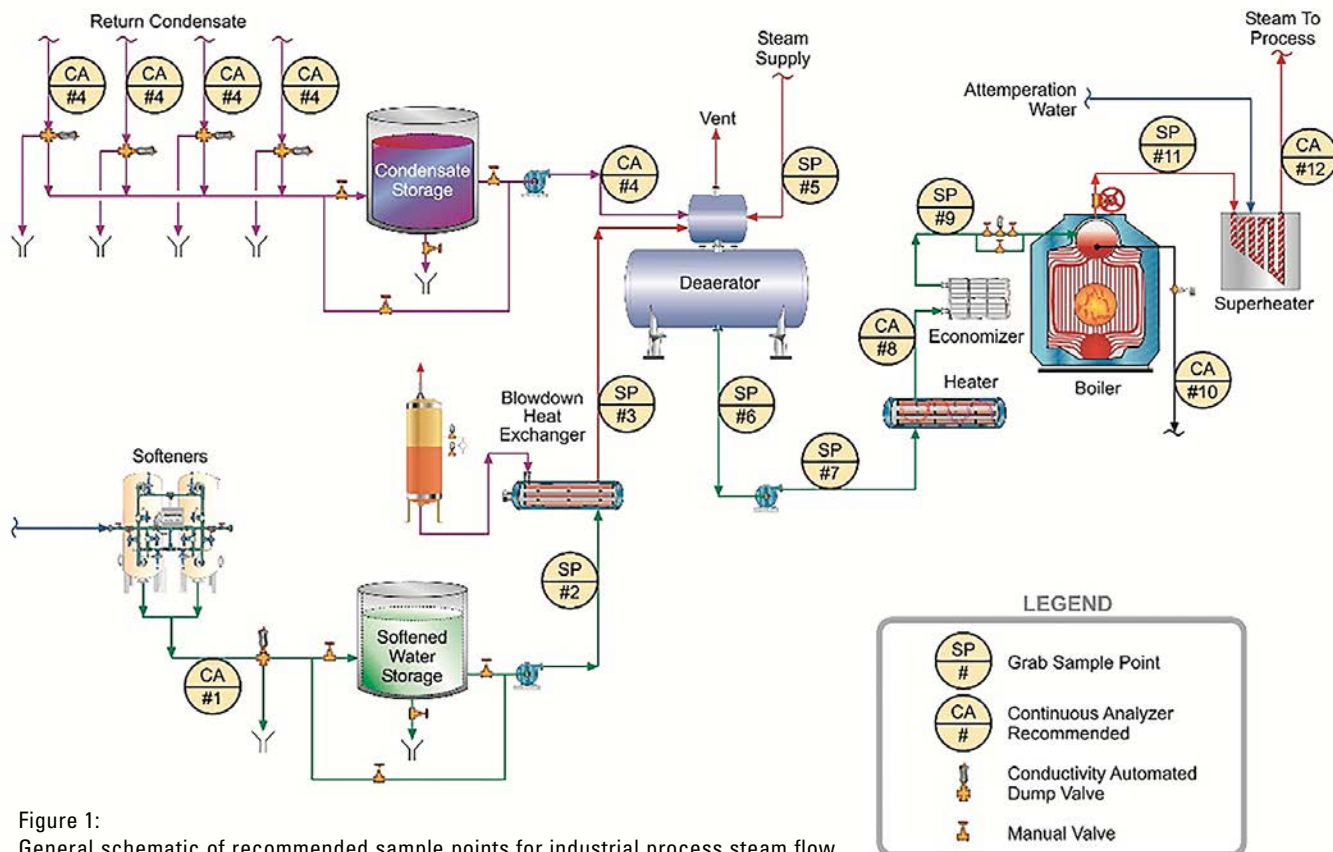 Return Condensate
CA
#4
CA
#4
CA
#4
CA
#4
Condensate
Storage
CA
#4
Vent
Steam
Supply
SP
#5
Deaerator
Attemperation
Water
Steam To
Process
SP
#11
CA
#12
SP
#9
Superheater
Economizer
CA
#8
Boiler
CA
#10
Heater
Blowdown
Heat
Exchanger
SP
#3
SP
#6
SP
#7
Softeners
SP
#2
Softened
Water
Storage
CA
#1
LEGEND
SP
#
Grab Sample Point
CA
#
Continuous Analyzer
Recommended
Conductivity Automated
Dump Valve
Manual Valve
Figure 1:
General schematic of recommended sample points for industrial process steam flow